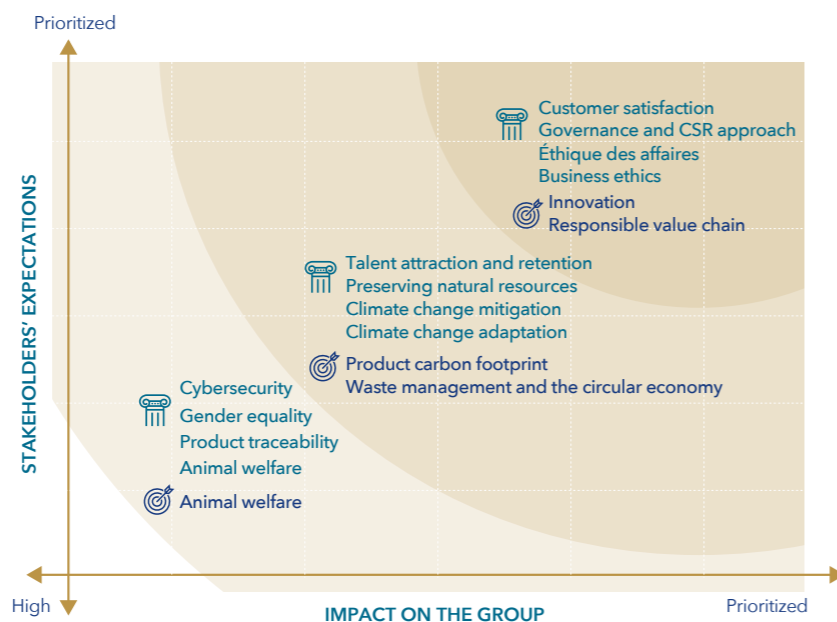 Prioritized
STAKEHOLDERS’ EXPECTATIONS
Customer satisfaction
Governance and CSR approach
Éthique des affaires
Business ethics
Innovation
Responsible value chain
Talent attraction and retention
Preserving natural resources
Climate change mitigation
Climate change adaptation
Product carbon footprint
Waste management and the circular economy
Cybersecurity
Gender equality
Product traceability
Animal welfare
Animal welfare
High
IMPACT ON THE GROUP
Prioritized